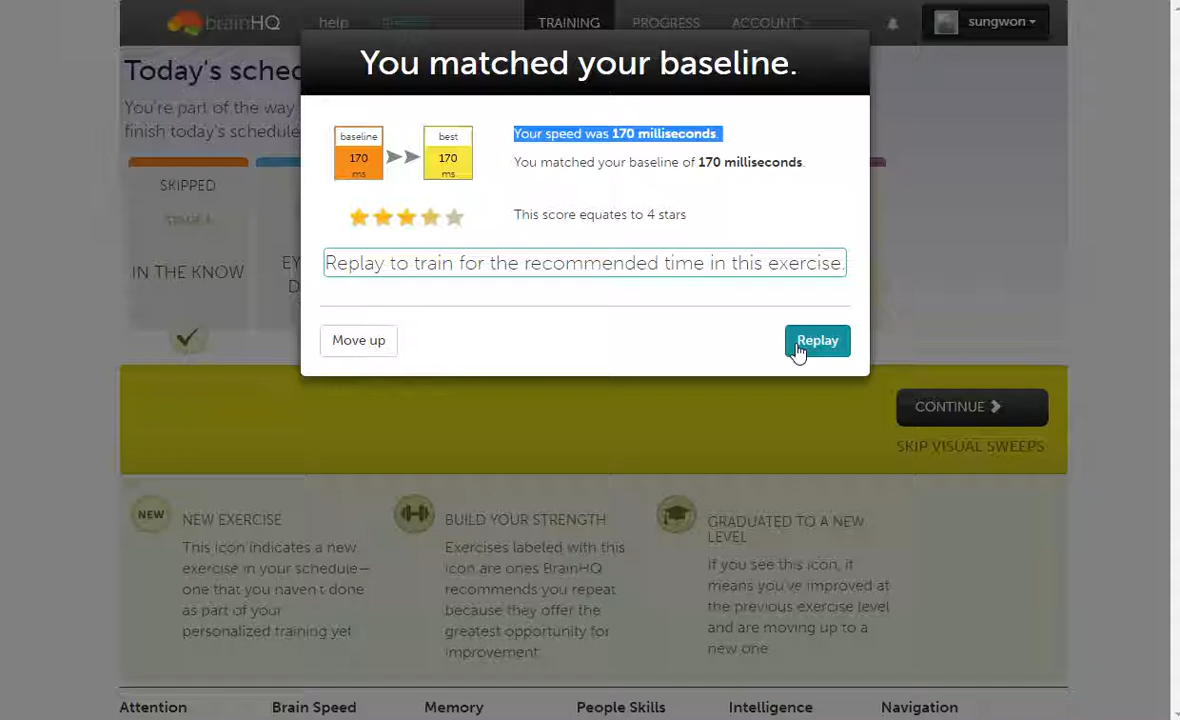 brainHQ help TRAINING PROGRESS ACCOUNT sungwon
You matched your baseline.
Today's sched
You're part of the way
finish today's schedule
baseline
170
ms
best
170
ms
Your speed was 170 milliseconds.
You matched your baseline of 170 milliseconds.
This score equates to 4 stars
Replay to train for the recommended time in this exercise.
Move up
Replay
SKIPPED
IN THE KNOW
EY
D
CONTINUE
SKIP VISUAL SWEEPS
NEW
NEW EXERCISE
This icon indicates a new
exercise in your schedule—
one that you haven't done
as part of your
personalized training yet
BUILD YOUR STRENGTH
Exercises labeled with this
icon are ones BrainHQ
recommends you repeat
because they offer the
greatest opportunity for
improvement
GRADUATED TO A NEW
LEVEL
If you see this icon, it
means you've improved at
the previous exercise level
and are moving up to a
new one
Attention Brain Speed Memory People Skills Intelligence Navigation